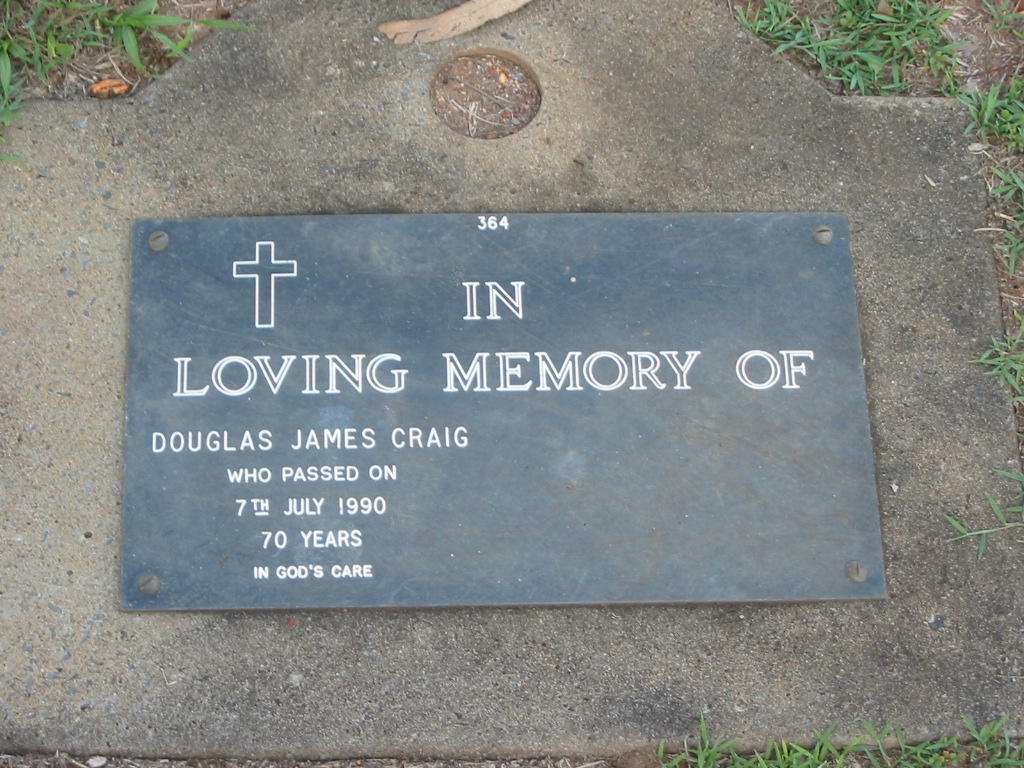 364
IN
LOVING MEMORY OF
DOUGLAS JAMES CRAIG
WHO PASSED ON
7TH JULY 1990
70 YEARS
IN GOD'S CARE